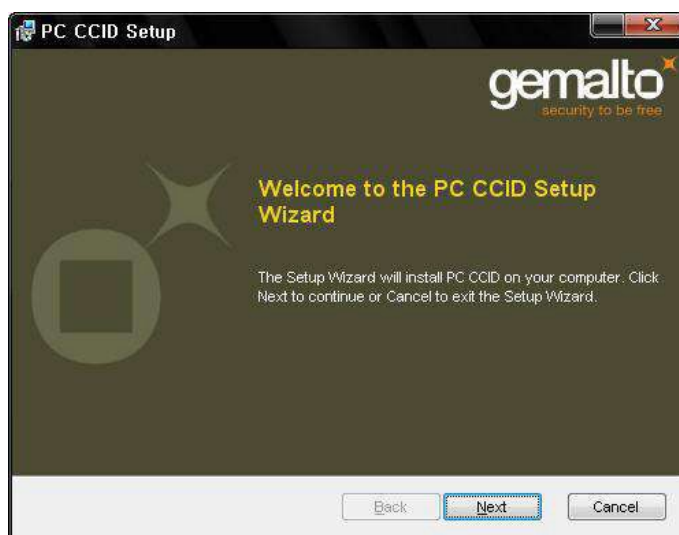 PC CCID Setup
gemalto
security to be free
Welcome to the PC CCID Setup
Wizard
The Setup Wizard will install PC CCID on your computer. Click
Next to continue or Cancel to exit the Setup Wizard.
Back
Next
Cancel